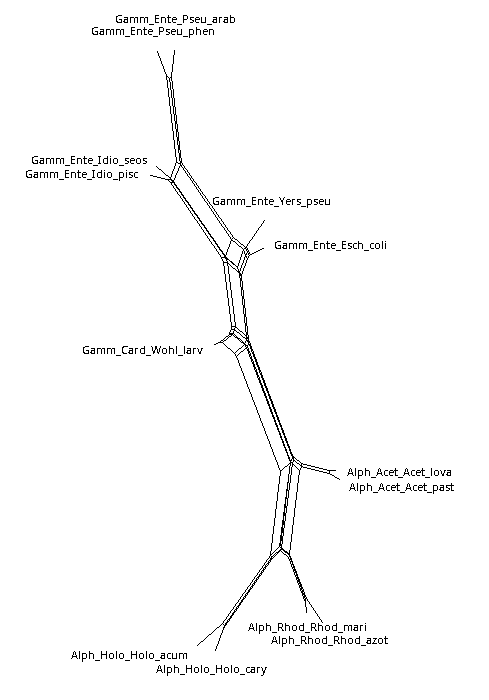 Gamm_Ente_Pseu_arab
Gamm_Ente_Pseu_phen
Gamm_Ente_Idio_seos
Gamm_Ente_Idio_pisc
Gamm_Ente_Yers_pseu
Gamm_Ente_Esch_coli
Gamm_Card_Wohl_larv
Alph_Acet_Acet_lova
Alph_Acet_Acet_past
Alph_Rhod_Rhod_mari
Alph_Rhod_Rhod_azot
Alph_Holo_Holo_acum
Alph_Holo_Holo_cary